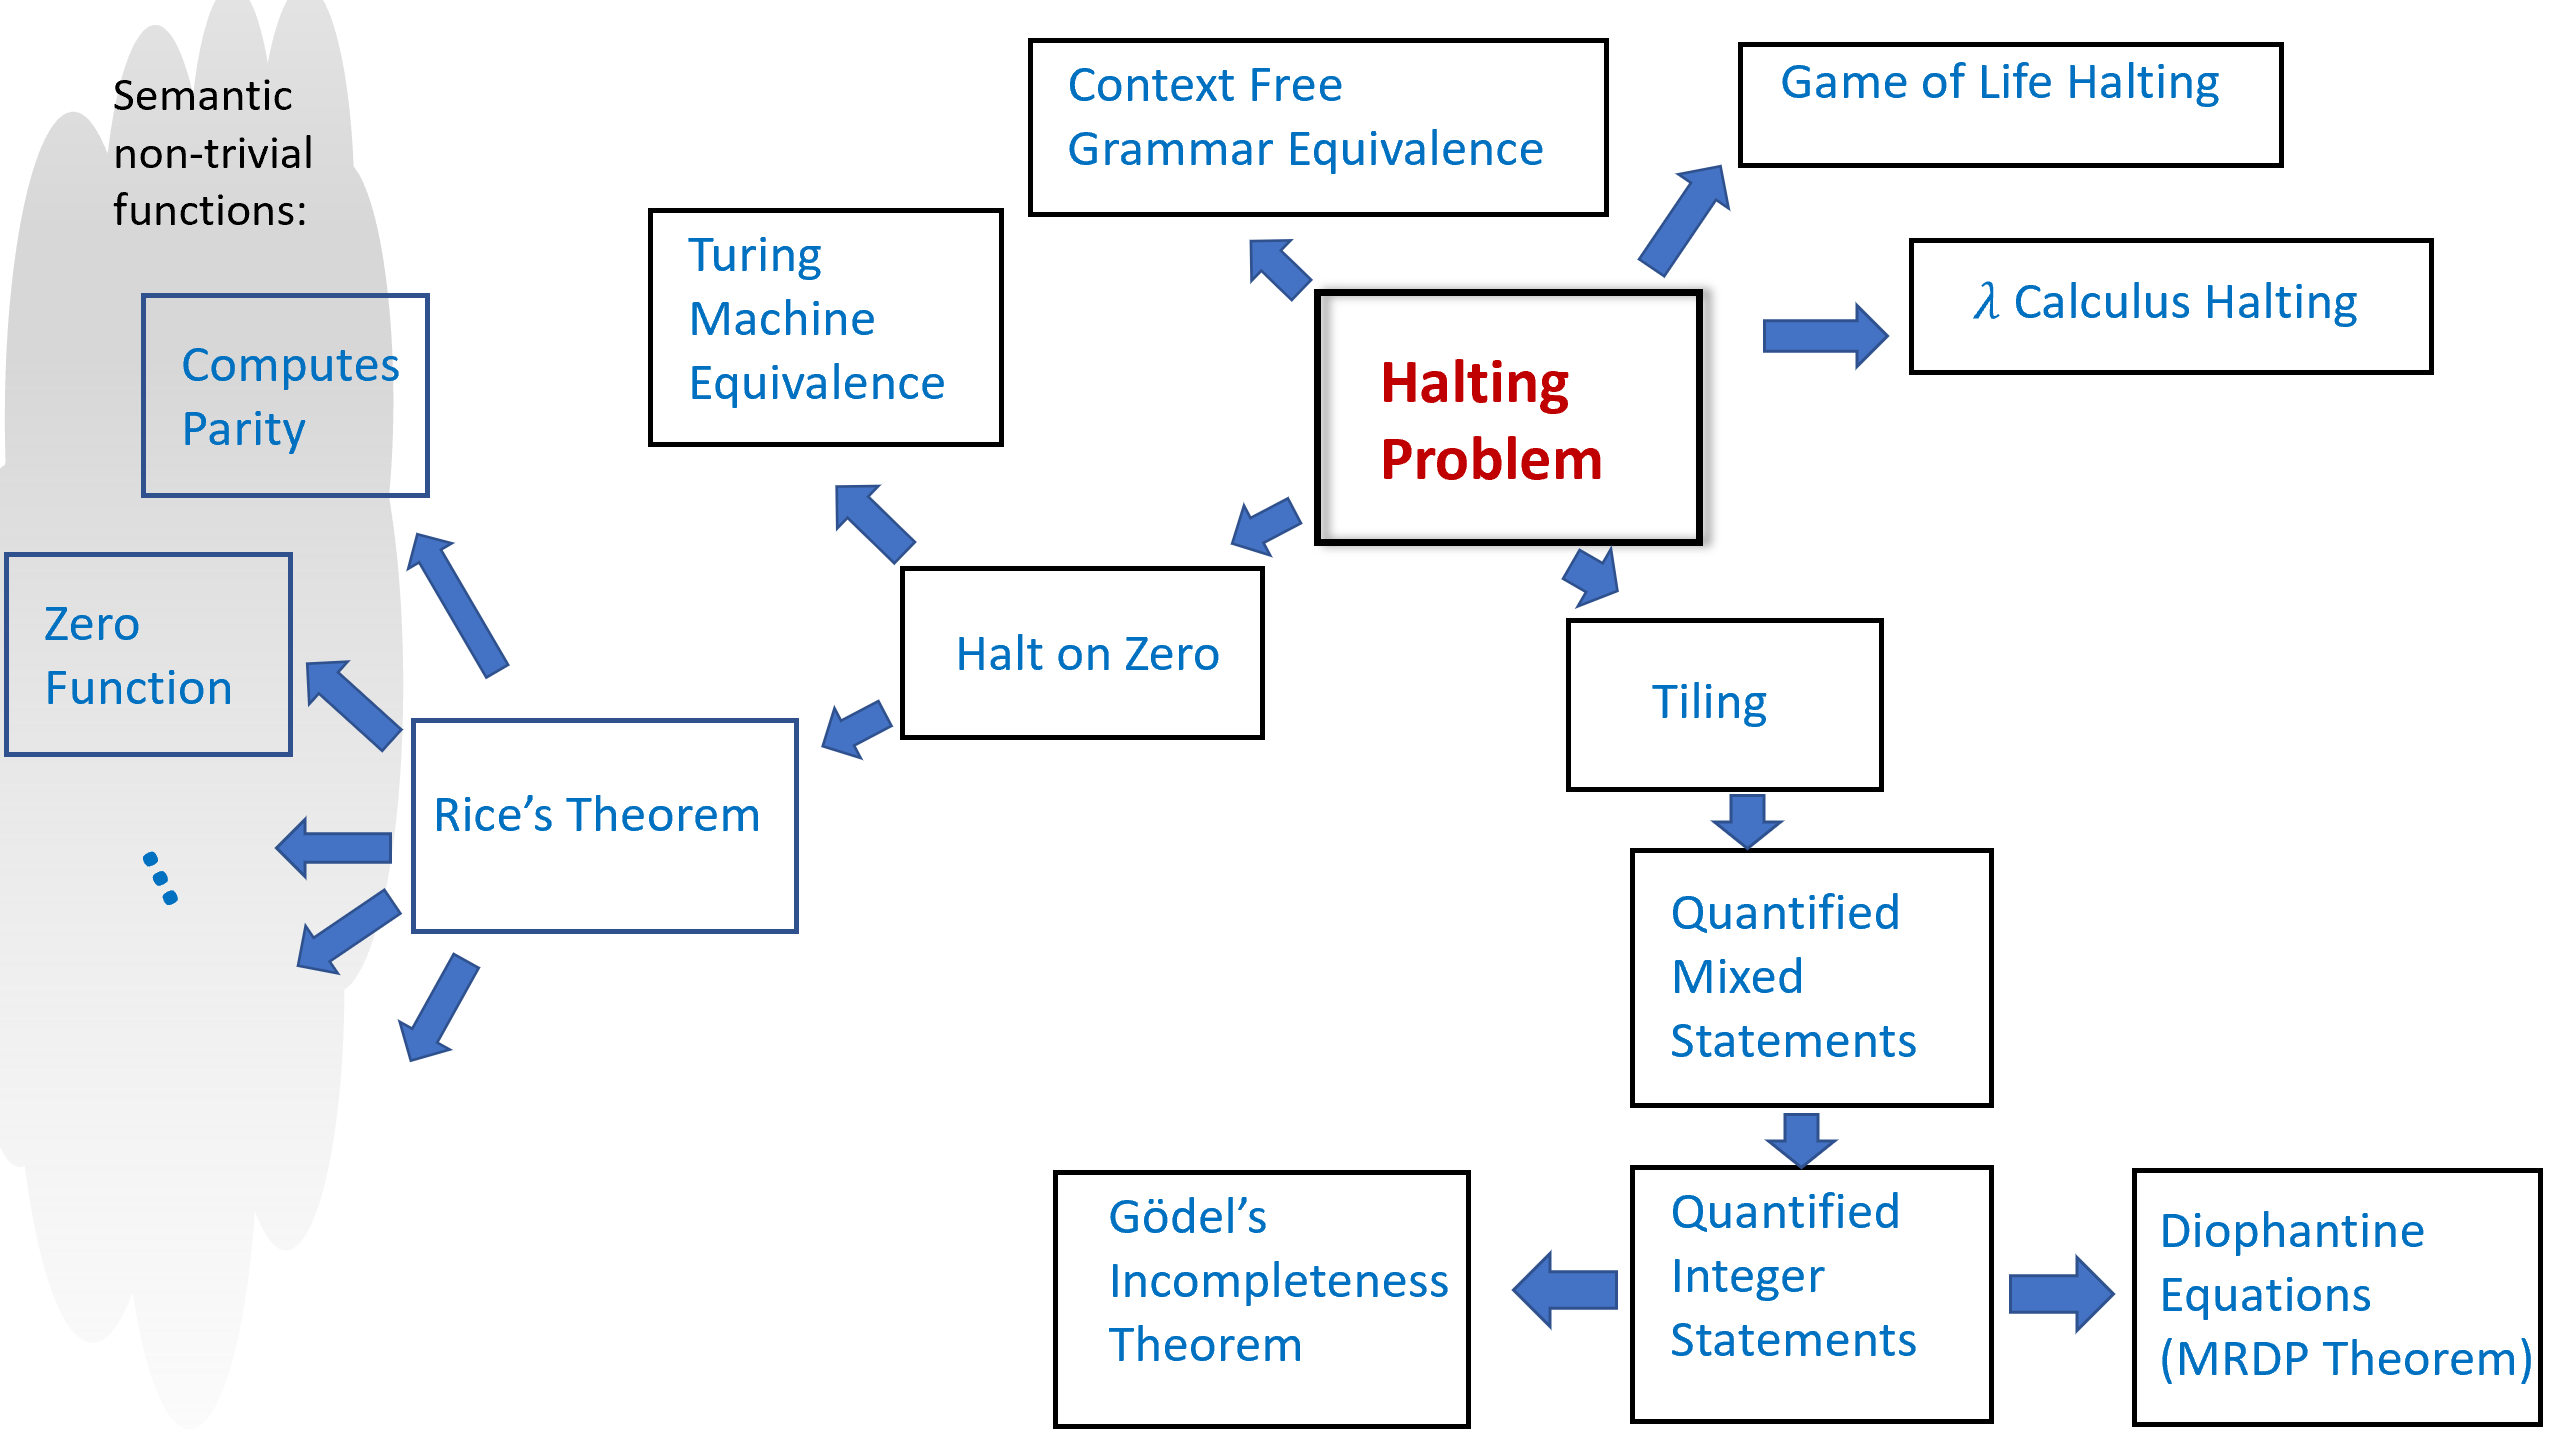 Semantic
non-trivial
functions:
Computes
Parity
Zero
Function
Rice’s Theorem
Turing
Machine
Equivalence
Halt on Zero
Context Free
Grammar Equivalence
Halting
Problem
Game of Life Halting
λ Calculus Halting
Tiling
Quantified
Mixed
Statements
Quantified
Integer
Statements
Gödel’s
Incompleteness
Theorem
Diophantine
Equations
(MRDP Theorem)